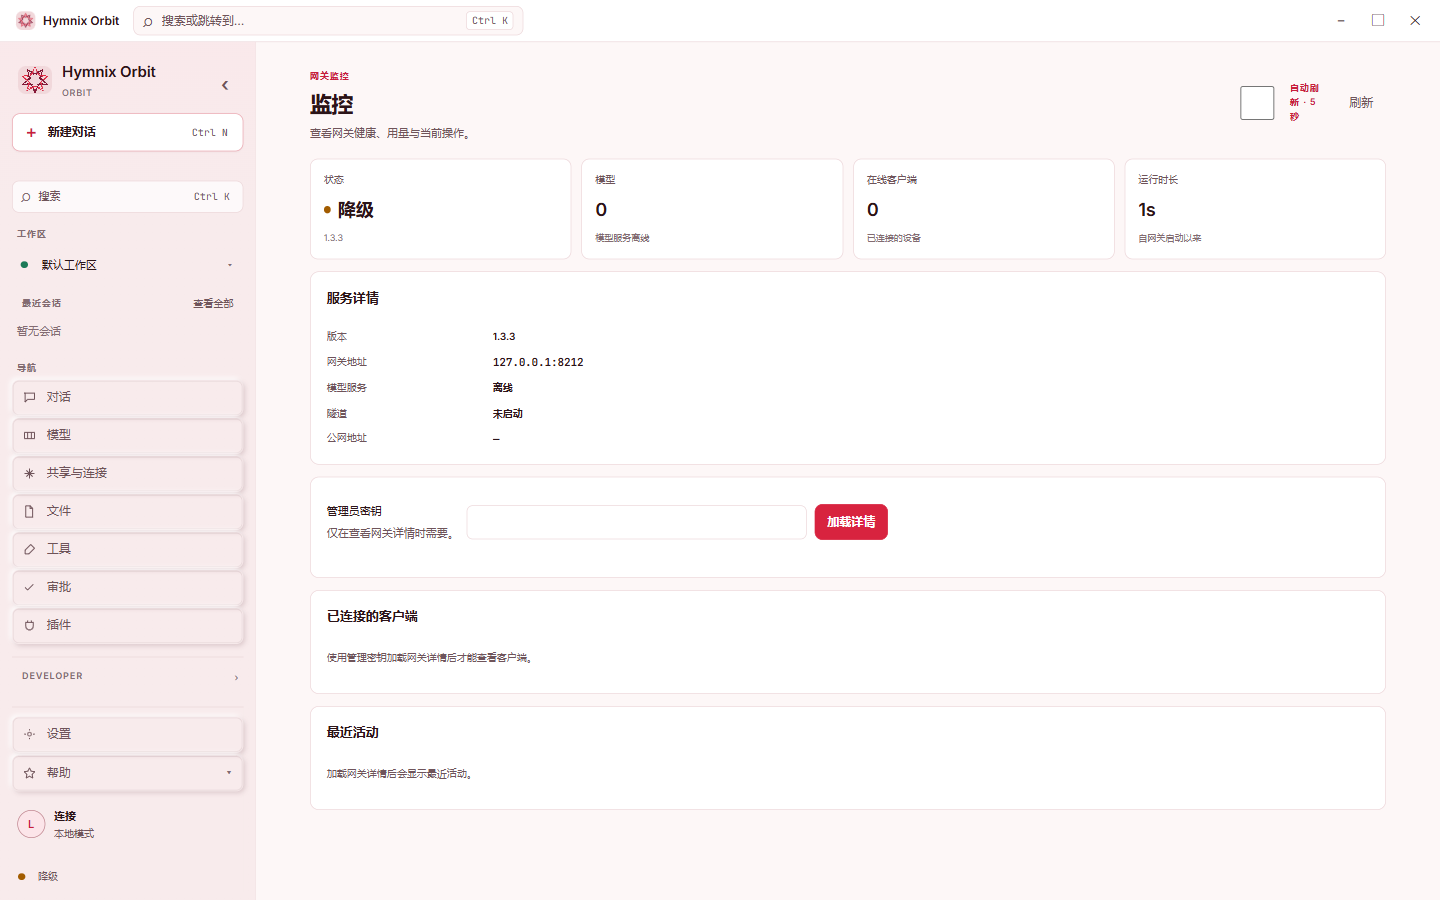 Hymnix Orbit
搜索或跳转到...
Ctrl K
Hymnix Orbit
ORBIT
新建对话
Ctrl N
搜索
Ctrl K
工作区
默认工作区
最近会话
查看全部
暂无会话
导航
对话
模型
共享与连接
文件
工具
审批
插件
DEVELOPER
设置
帮助
L
连接
本地模式
降级
网关监控
监控
查看网关健康、用量与当前操作。
自动刷
新 · 5
秒
刷新
状态
降级
1.3.3
模型
0
模型服务离线
在线客户端
0
已连接的设备
运行时长
1s
自网关启动以来
服务详情
版本
1.3.3
网关地址
127.0.0.1:8212
模型服务
离线
隧道
未启动
公网地址
—
管理员密钥
仅在查看网关详情时需要。
加载详情
已连接的客户端
使用管理密钥加载网关详情后才能查看客户端。
最近活动
加载网关详情后会显示最近活动。